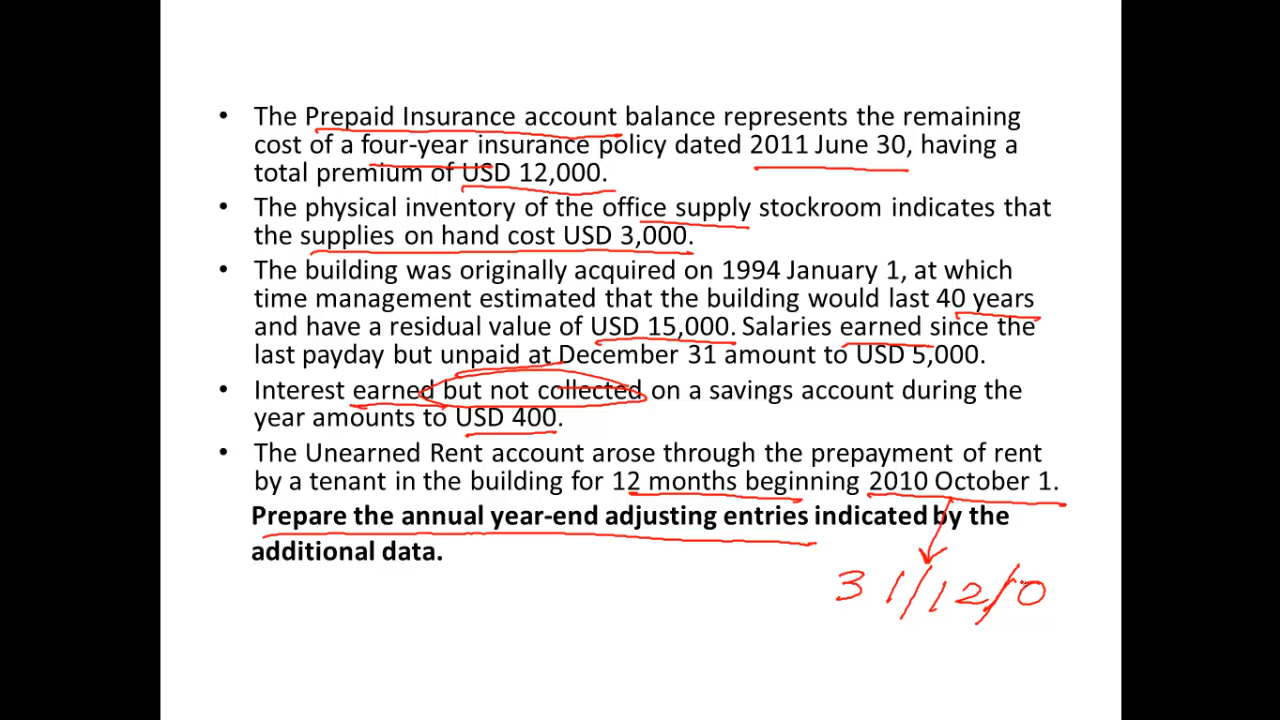 • The Prepaid Insurance account balance represents the remaining
cost of a four-year insurance policy dated 2011 June 30, having a
total premium of USD 12,000.
• The physical inventory of the office supply stockroom indicates that
the supplies on hand cost USD 3,000.
• The building was originally acquired on 1994 January 1, at which
time management estimated that the building would last 40 years
and have a residual value of USD 15,000. Salaries earned since the
last payday but unpaid at December 31 amount to USD 5,000.
• Interest earned but not collected on a savings account during the
year amounts to USD 400.
• The Unearned Rent account arose through the prepayment of rent
by a tenant in the building for 12 months beginning 2010 October 1.
Prepare the annual year-end adjusting entries indicated by the
additional data.
31/12/0